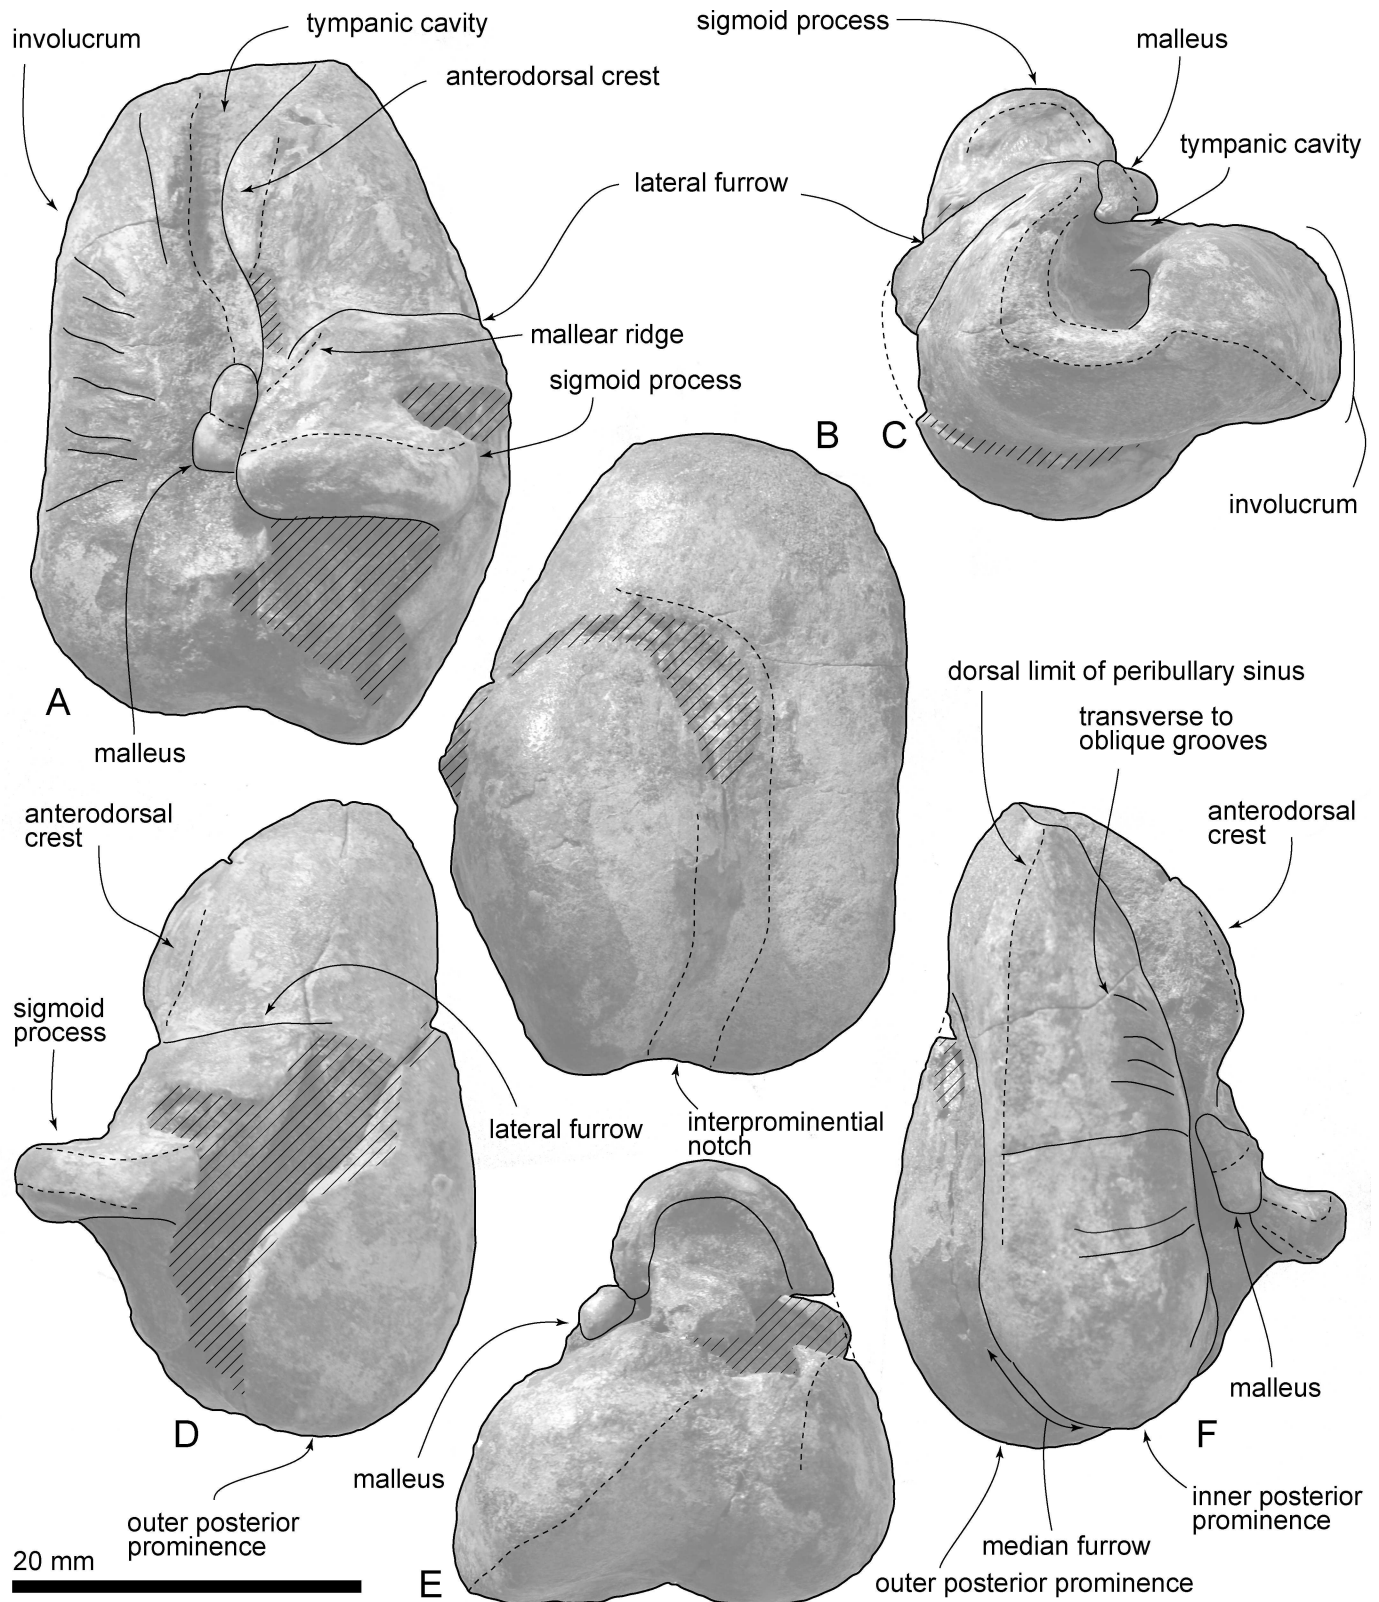 involucrum
tympanic cavity
anterodorsal crest
lateral furrow
mallear ridge
sigmoid process
A
malleus
sigmoid process
malleus
tympanic cavity
B
C
involucrum
interprominential
notch
anterodorsal
crest
sigmoid
process
lateral furrow
D
outer posterior
prominence
20 mm
malleus
E
dorsal limit of peribullary sinus
transverse to
oblique grooves
anterodorsal
crest
malleus
F
inner posterior
prominence
median furrow
outer posterior prominence